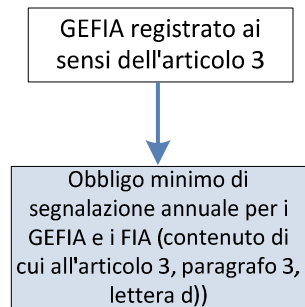 GEFIA registrato ai
sensi dell'articolo 3
Obbligo minimo di
segnalazione annuale per i
GEFIA e i FIA (contenuto di
cui all'articolo 3, paragrafo 3,
lettera d))